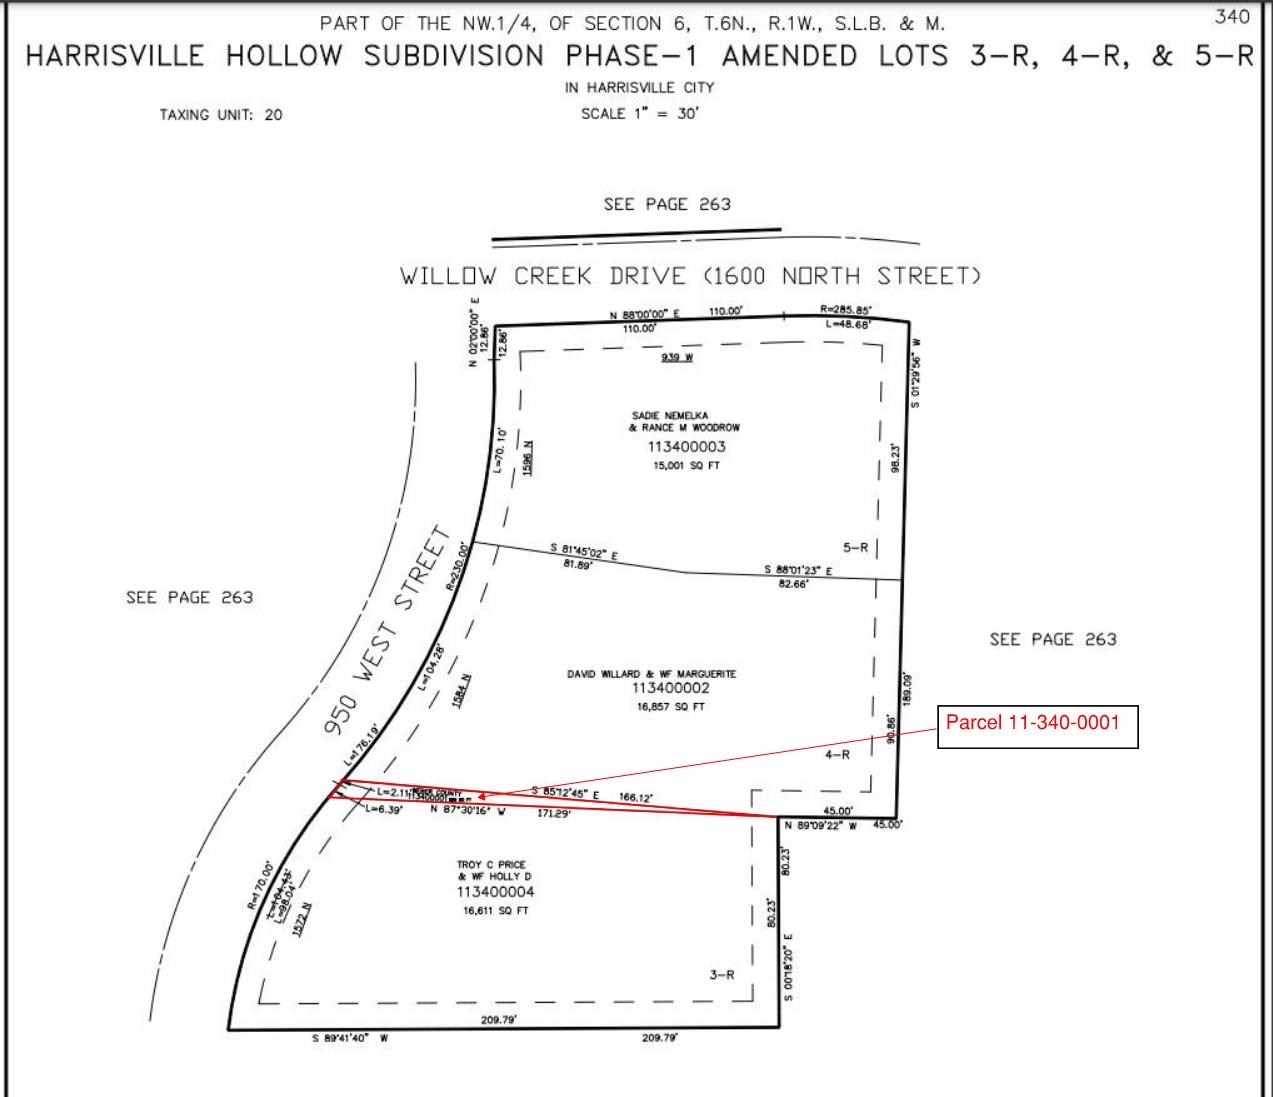 340
PART OF THE NW.1/4, OF SECTION 6, T.6N., R.1W., S.L.B. & M.
HARRISVILLE HOLLOW SUBDIVISION PHASE-1 AMENDED LOTS 3-R, 4-R, & 5-R
IN HARRISVILLE CITY
TAXING UNIT: 20
SCALE 1" = 30'
SEE PAGE 263
WILLOW CREEK DRIVE (1600 NORTH STREET)
N 02°00'00" E
12.86'
12.86'
N 88°00'00" E
110.00'
110.00'
R=285.85'
L=48.68'
939 W
S 01°29'56" W
SADIE NEMELKA
& RANCE M WOODROW
113400003
15,001 SQ FT
L=70.10'
1596 N
98.23'
5-R
S 81°45'02" E
81.89'
S 88°01'23" E
82.66'
R=230.00'
950 WEST STREET
SEE PAGE 263
SEE PAGE 263
L=104.28'
1584 N
DAVID WILLARD & WF MARGUERITE
113400002
16,857 SQ FT
189.09'
90.86'
Parcel 11-340-0001
4-R
L=176.19'
L=2.11'
WEBER COUNTY
113400001
S 85°12'45" E
166.12'
L=6.39'
N 87°30'16" W
171.29'
45.00'
N 89°09'22" W
45.00'
R=170.00'
L=104.43'
L=98.04'
1572 N
TROY C PRICE
& WF HOLLY D
113400004
16,611 SQ FT
80.23'
80.23'
S 00°18'20" E
3-R
209.79'
S 89°41'40" W
209.79'